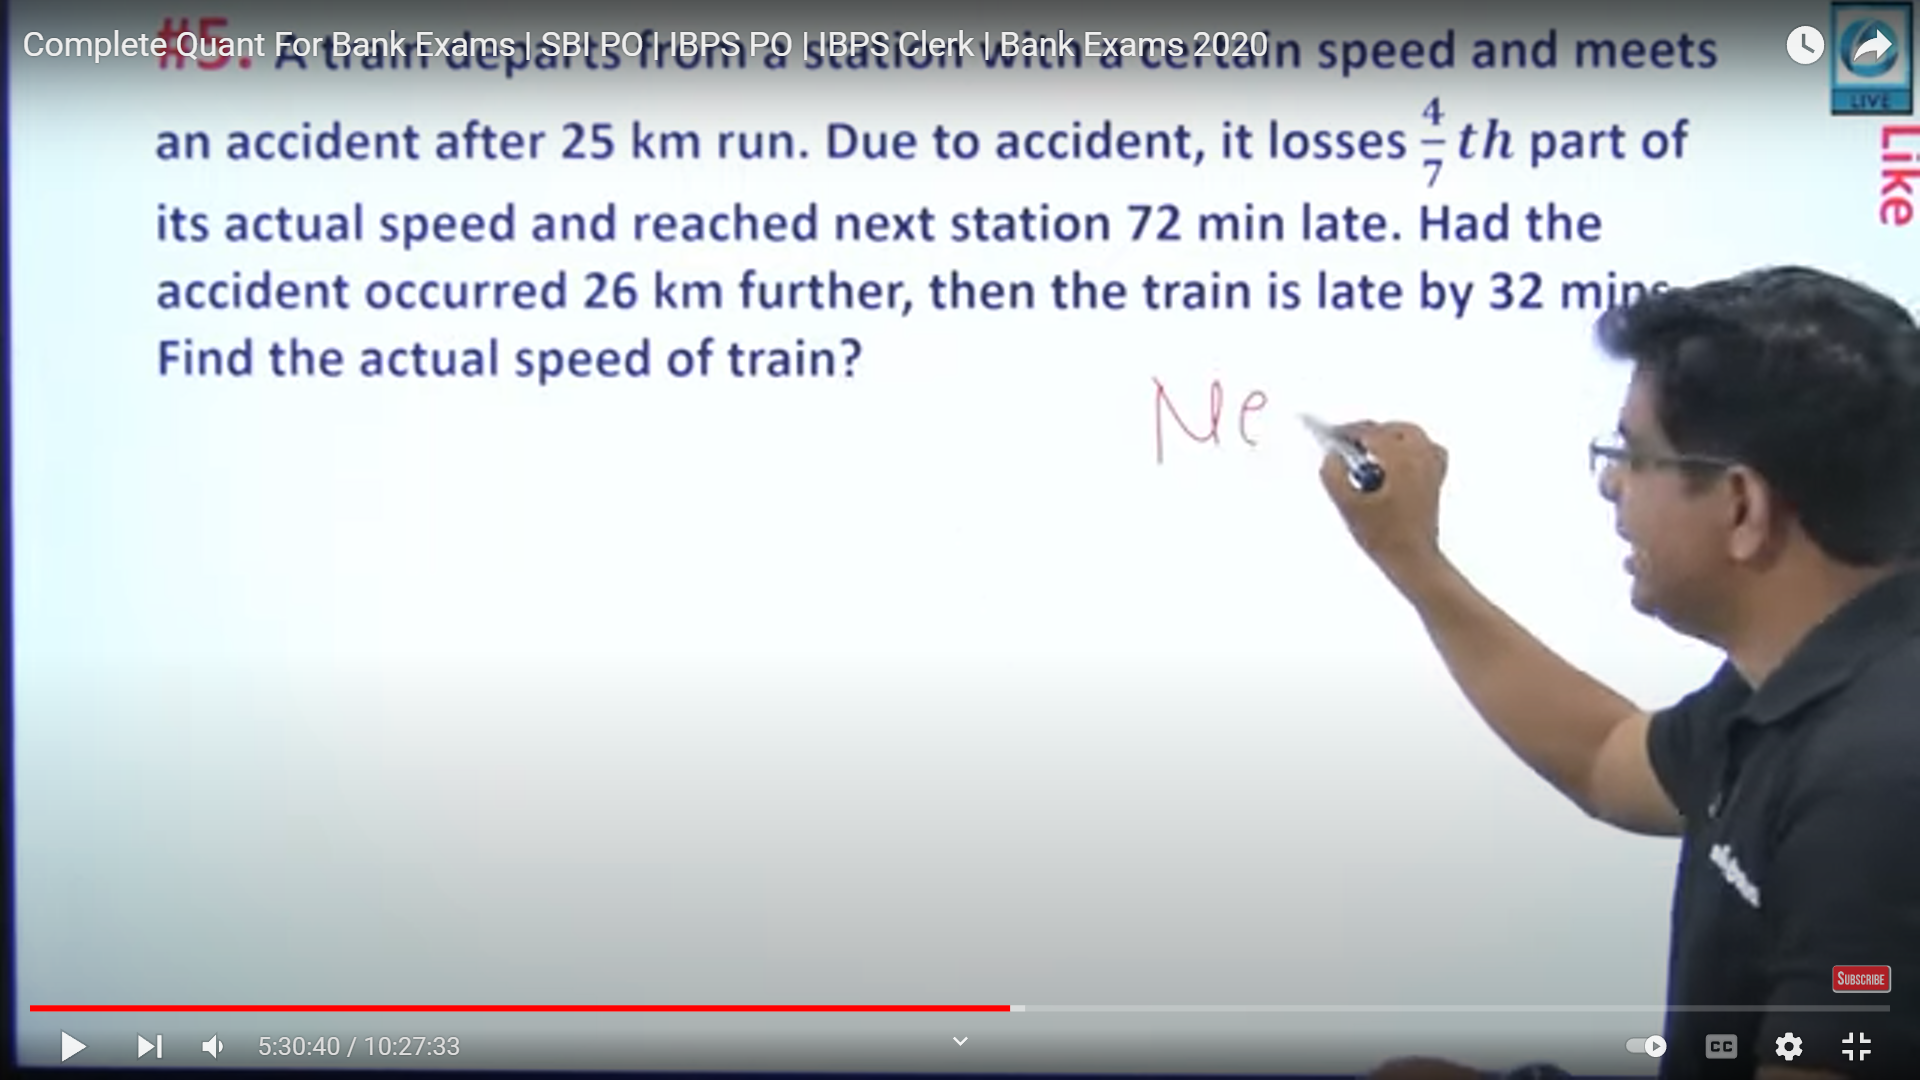 Complete Quant For Bank Exams | SBI PO | IBPS PO | IBPS Clerk | Bank Exams 2020
#5. A train departs from a station with a certain speed and meets
an accident after 25 km run. Due to accident, it losses 4/7 th part of
its actual speed and reached next station 72 min late. Had the
accident occurred 26 km further, then the train is late by 32 mins
Find the actual speed of train?
Ne
LIVE
Like
SUBSCRIBE
5:30:40 / 10:27:33
CC